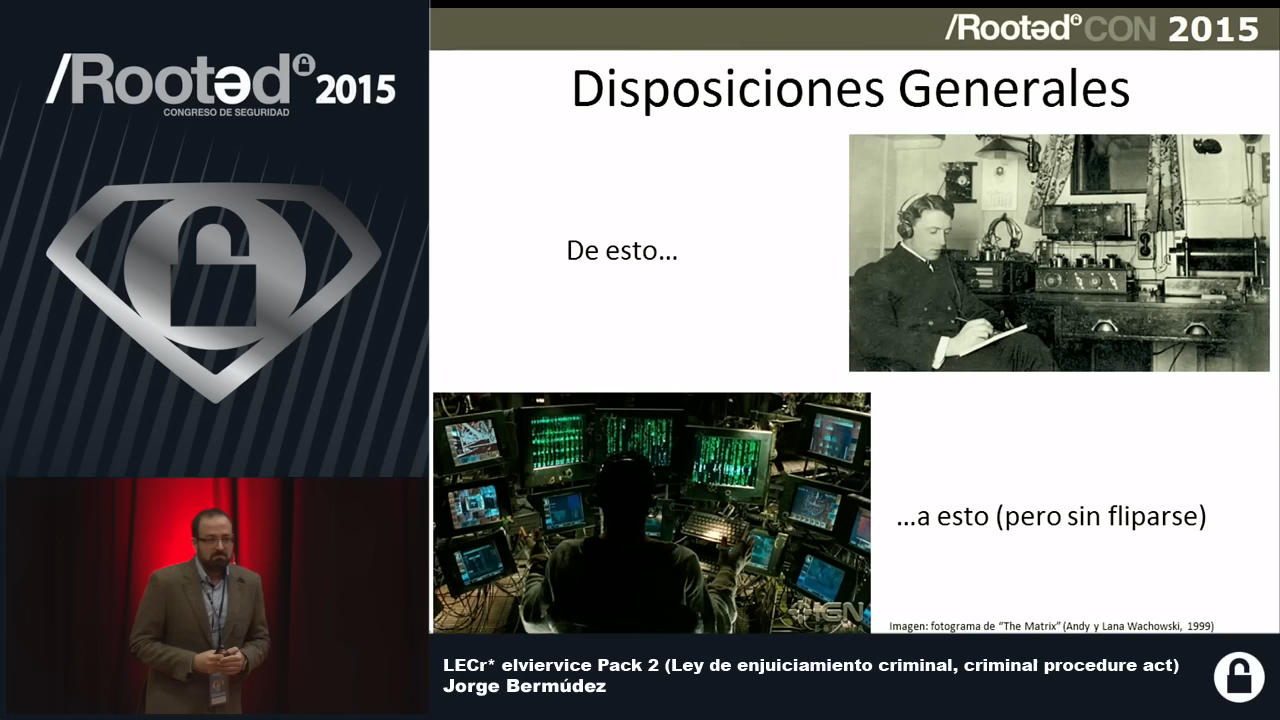 /Rooted 2015
CONGRESO DE SEGURIDAD
/Rooted CON 2015
Disposiciones Generales
De esto...
...a esto (pero sin fliparse)
IGN
Imagen: fotograma de “The Matrix” (Andy y Lana Wachowski, 1999)
LECr* elviervice Pack 2 (Ley de enjuiciamiento criminal, criminal procedure act)
Jorge Bermúdez